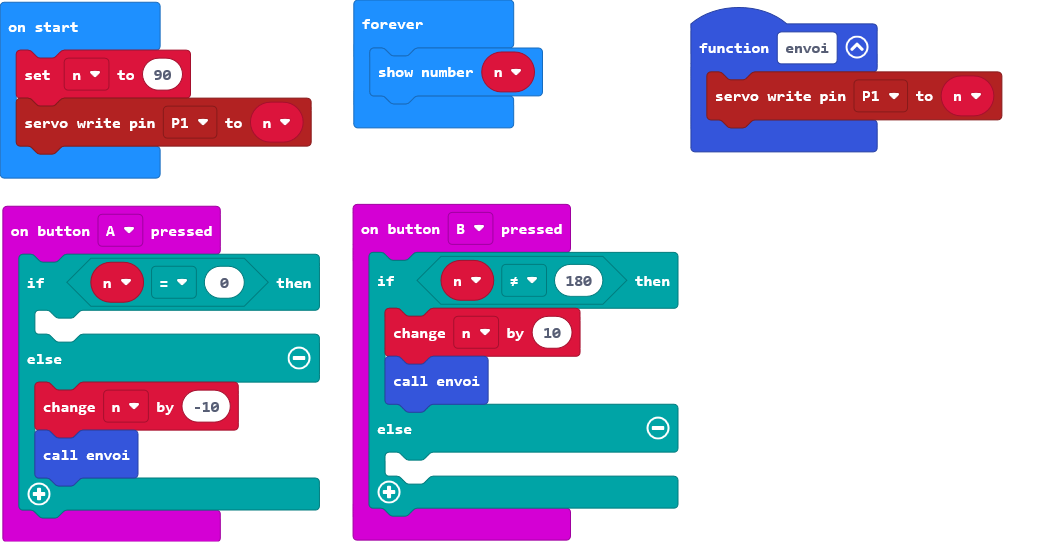 on start
set n to 90
servo write pin P1 to n
forever
show number n
function envoi
servo write pin P1 to n
on button A pressed
if n = 0 then
else
change n by -10
call envoi
on button B pressed
if n ≠ 180 then
change n by 10
call envoi
else